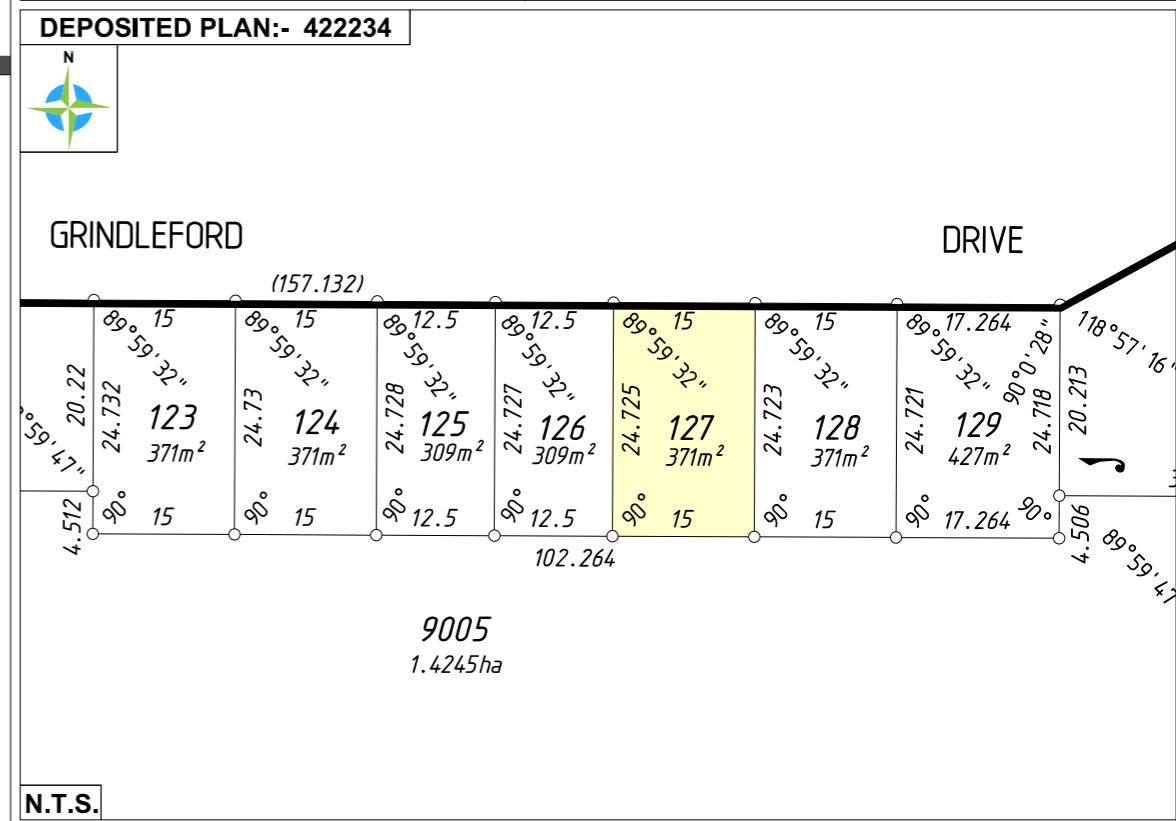 DEPOSITED PLAN:- 422234
N
GRINDLEFORD DRIVE
(157.132)
15 15 12.5 12.5 15 15 17.264
89°59'32" 89°59'32" 89°59'32" 89°59'32" 89°59'32" 89°59'32" 89°59'32" 90°0'28" 118°57'16"
20.22 24.732 24.73 24.728 24.727 24.725 24.723 24.721 24.718 20.213
123 124 125 126 127 128 129
371m² 371m² 309m² 309m² 371m² 371m² 427m²
°59'47"
90° 90° 90° 90° 90° 90° 90° 90°
4.512 15 15 12.5 12.5 15 15 17.264 4.506
89°59'47
102.264
9005
1.4245ha
N.T.S.